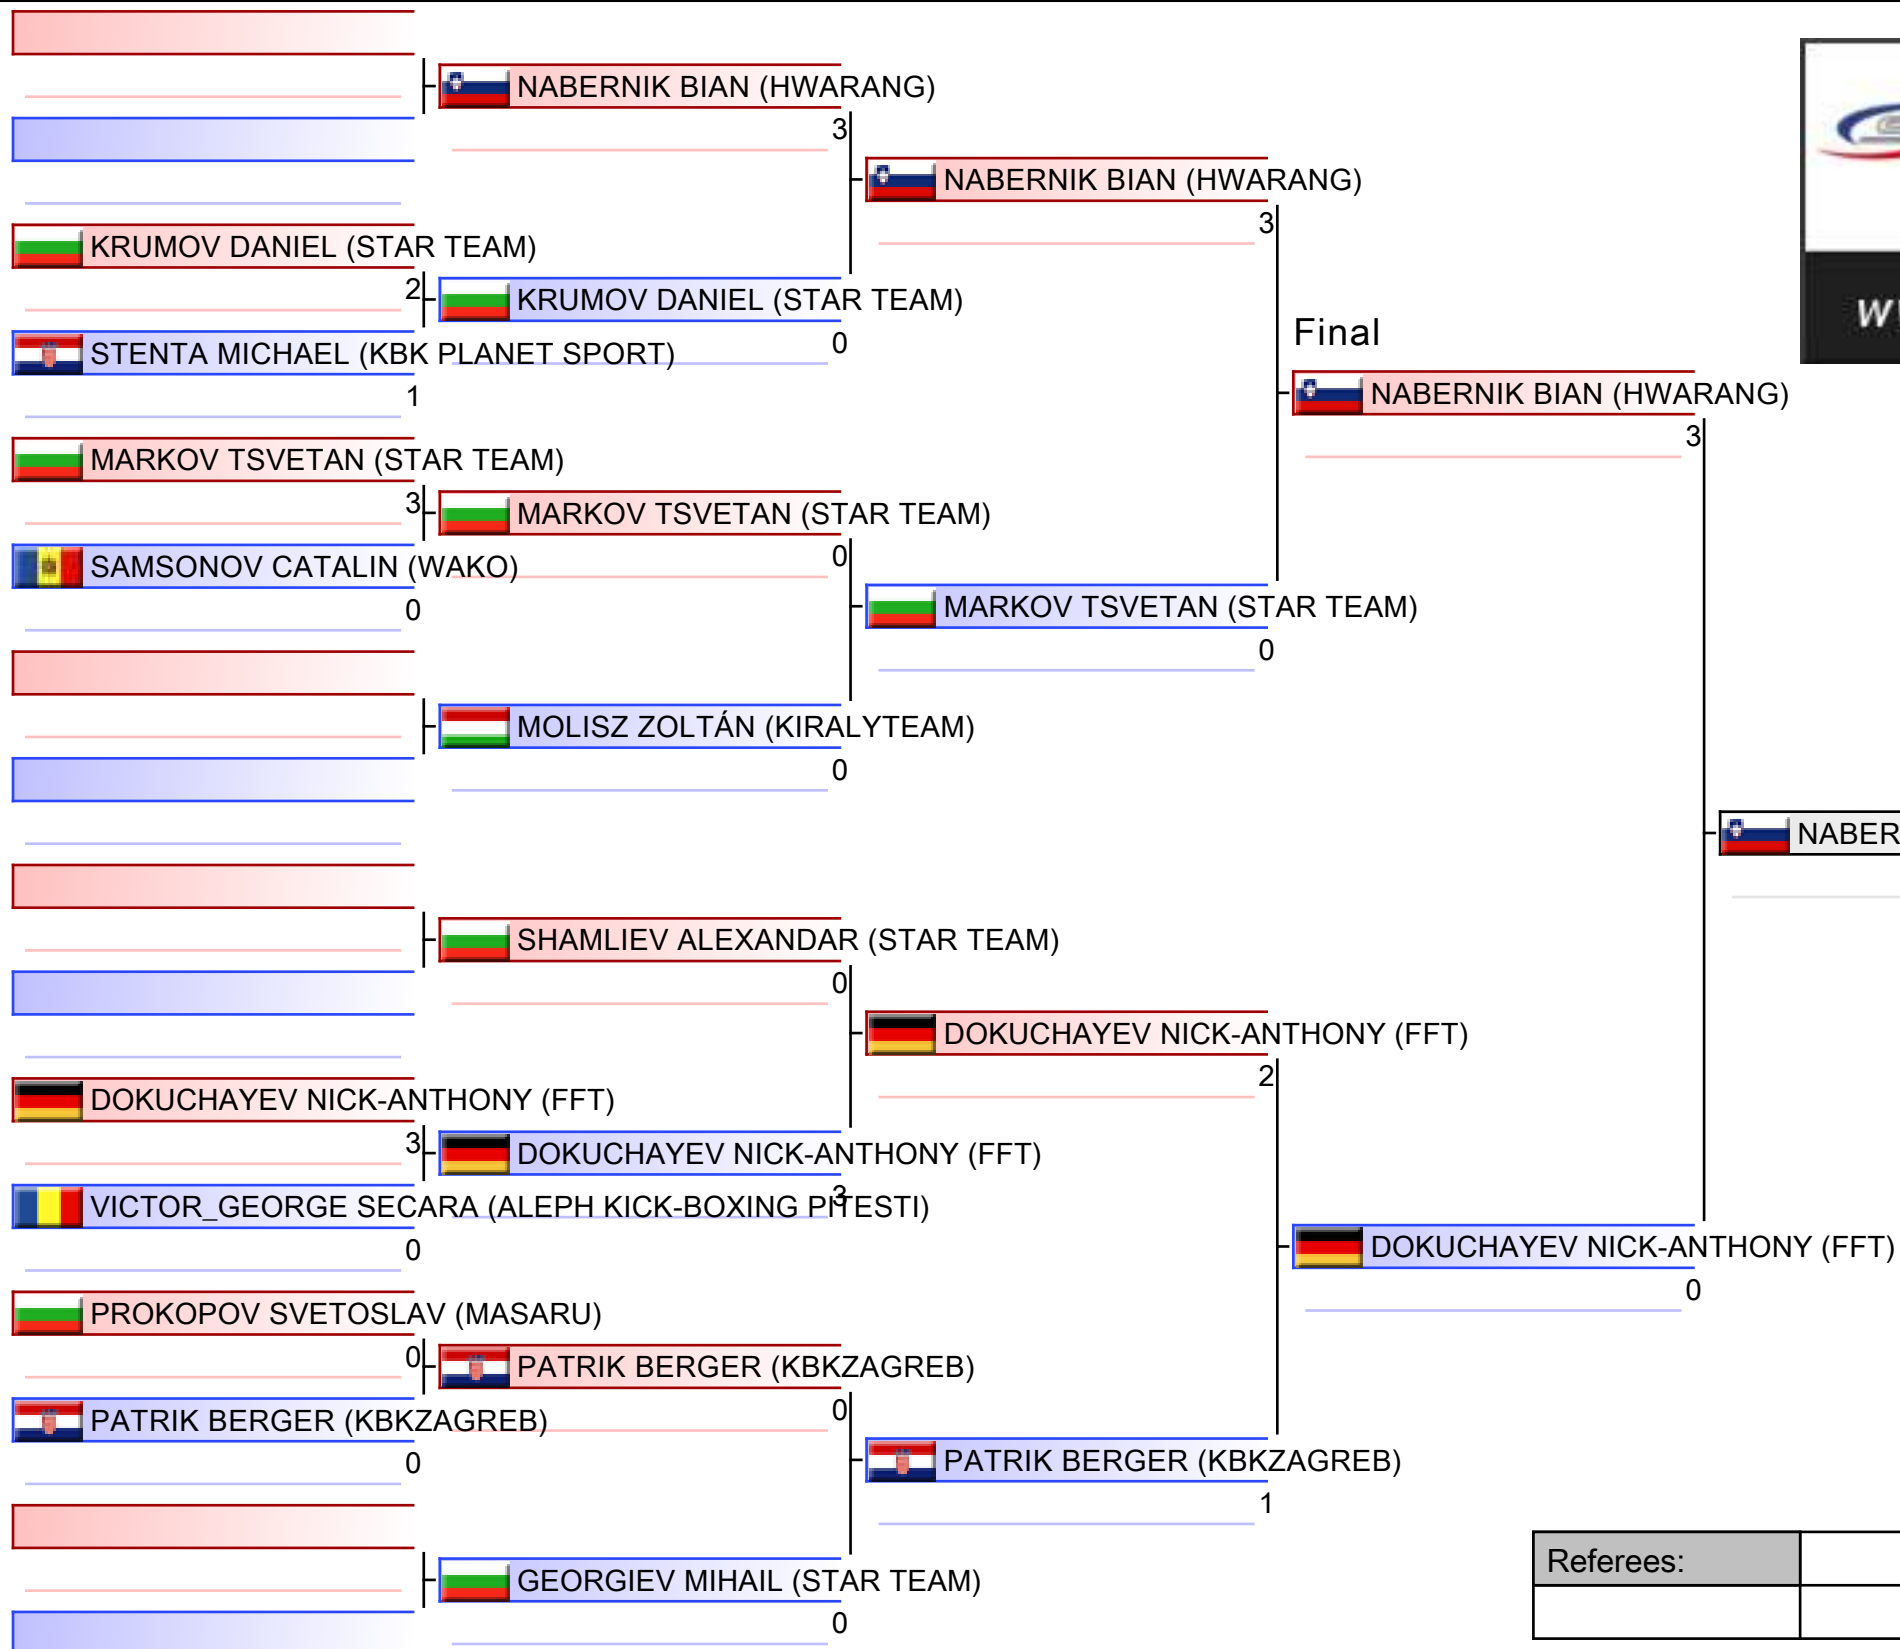 NABERNIK BIAN (HWARANG)
3
NABERNIK BIAN (HWARANG)
3
KRUMOV DANIEL (STAR TEAM)
2
KRUMOV DANIEL (STAR TEAM)
0
STENTA MICHAEL (KBK PLANET SPORT)
1
Final
NABERNIK BIAN (HWARANG)
3
MARKOV TSVETAN (STAR TEAM)
3
MARKOV TSVETAN (STAR TEAM)
0
SAMSONOV CATALIN (WAKO)
0
MARKOV TSVETAN (STAR TEAM)
0
MOLISZ ZOLTÁN (KIRALYTEAM)
0
NABER
SHAMLIEV ALEXANDAR (STAR TEAM)
0
DOKUCHAYEV NICK-ANTHONY (FFT)
2
DOKUCHAYEV NICK-ANTHONY (FFT)
3
DOKUCHAYEV NICK-ANTHONY (FFT)
3
VICTOR_GEORGE SECARA (ALEPH KICK-BOXING PITESTI)
0
DOKUCHAYEV NICK-ANTHONY (FFT)
0
PROKOPOV SVETOSLAV (MASARU)
0
PATRIK BERGER (KBKZAGREB)
0
PATRIK BERGER (KBKZAGREB)
0
PATRIK BERGER (KBKZAGREB)
1
GEORGIEV MIHAIL (STAR TEAM)
0
Referees: